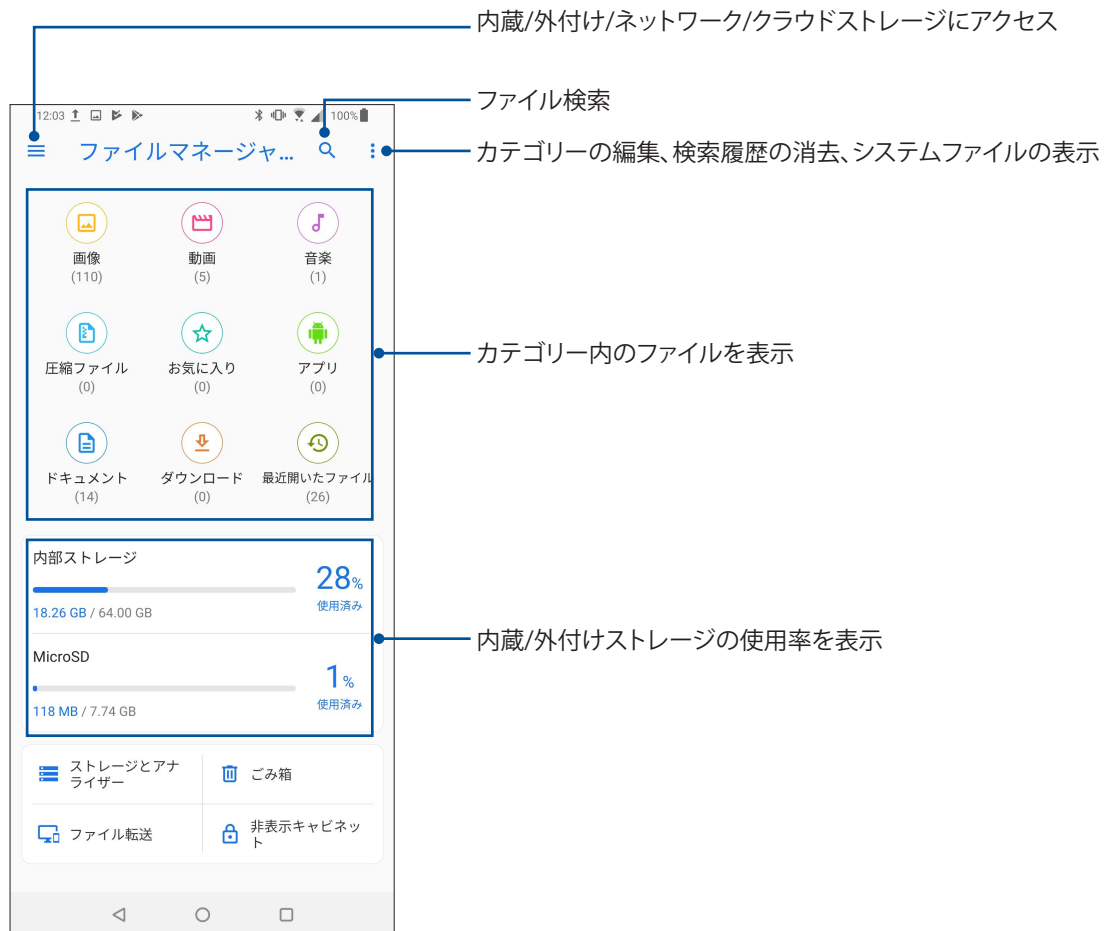 内蔵/外付け/ネットワーク/クラウドストレージにアクセス
ファイル検索
12:03
100%
ファイルマネージャ...
カテゴリーの編集、検索履歴の消去、システムファイルの表示
画像
動画
音楽
(110)
(5)
(1)
圧縮ファイル
お気に入り
アプリ
(0)
(0)
(0)
カテゴリー内のファイルを表示
ドキュメント
ダウンロード
最近開いたファイル
(14)
(0)
(26)
内部ストレージ
28%
使用済み
18.26 GB / 64.00 GB
内蔵/外付けストレージの使用率を表示
MicroSD
1%
使用済み
118 MB / 7.74 GB
ストレージとアナ
ライザー
ごみ箱
ファイル転送
非表示キャビネッ
ト